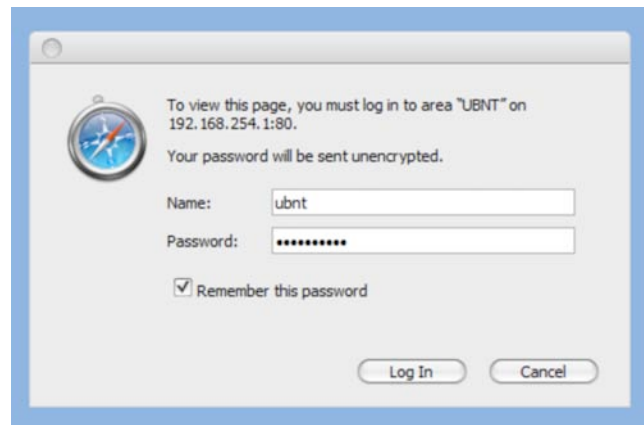 To view this page, you must log in to area "UBNT" on
192.168.254.1:80.
Your password will be sent unencrypted.
Name: ubnt
Password: ••••••••••
Remember this password
Log In Cancel